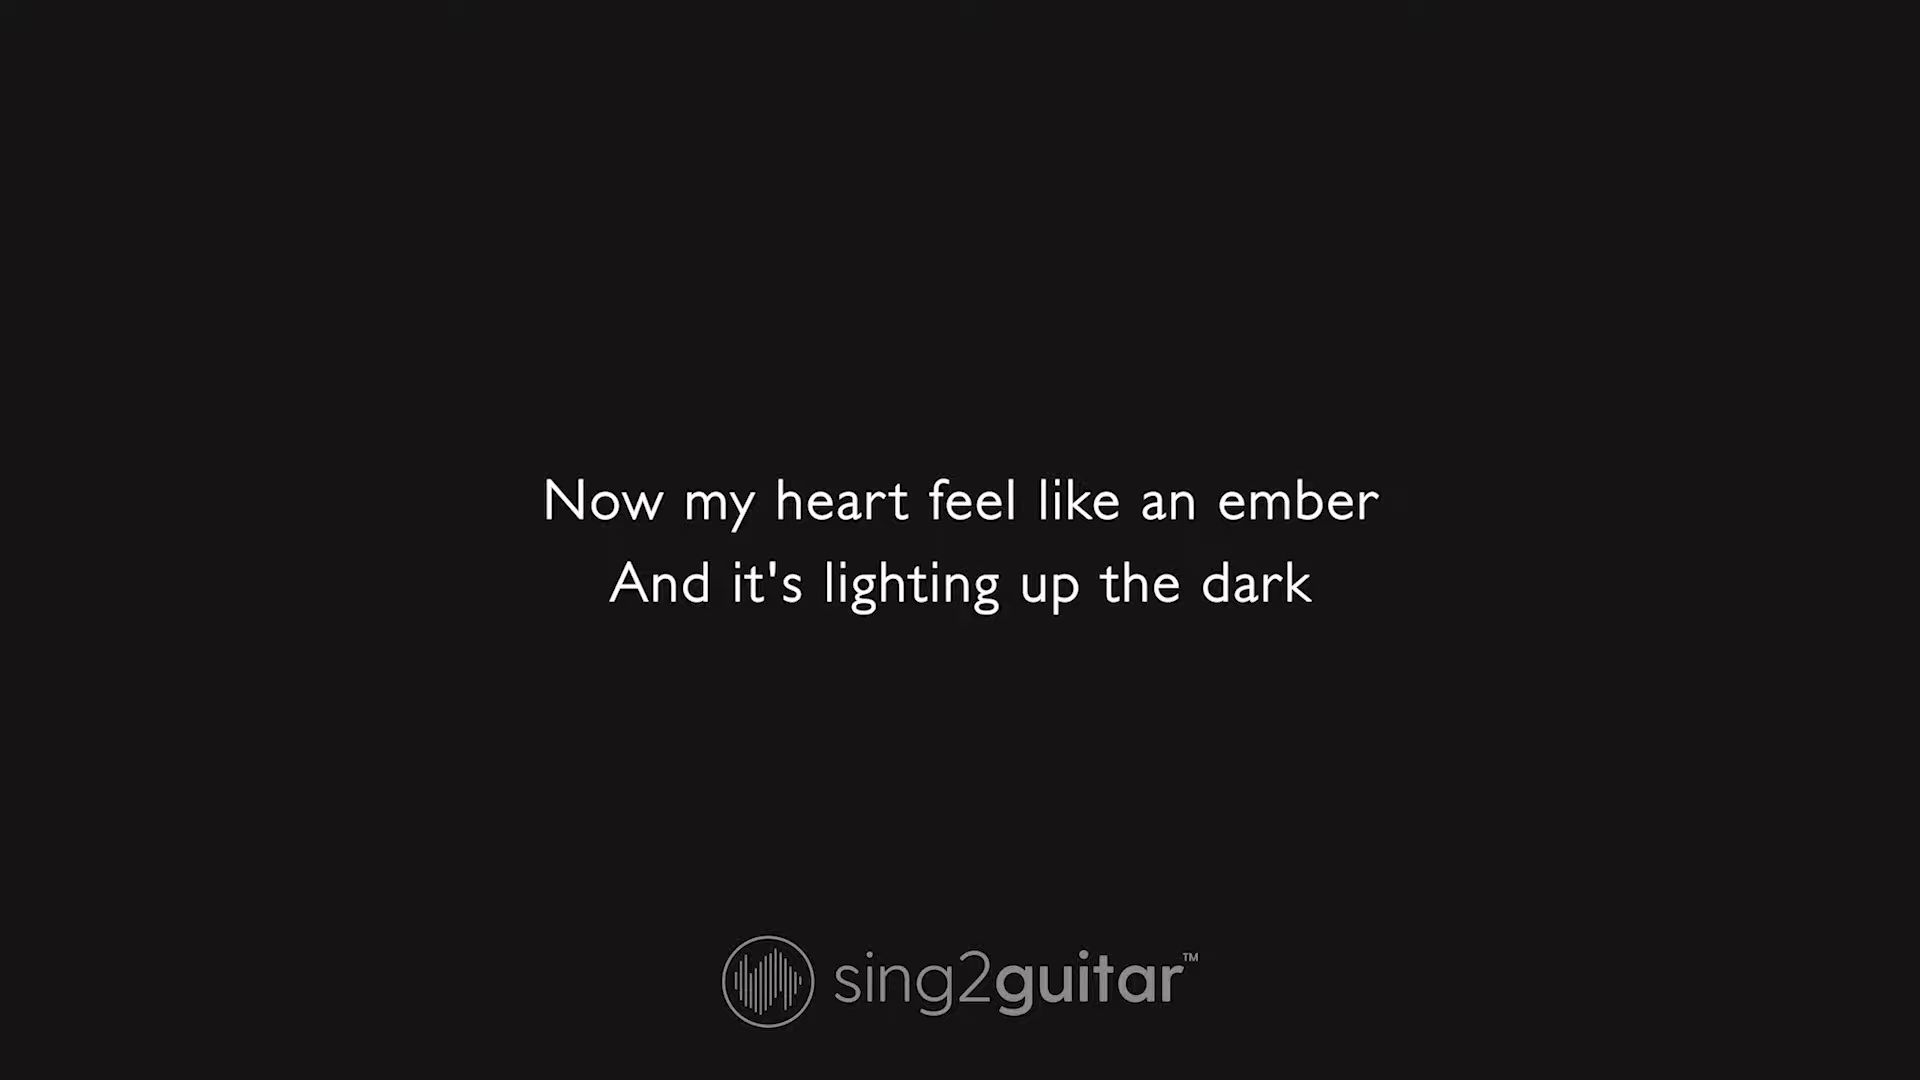 Now my heart feel like an ember
And it's lighting up the dark
sing2guitar™